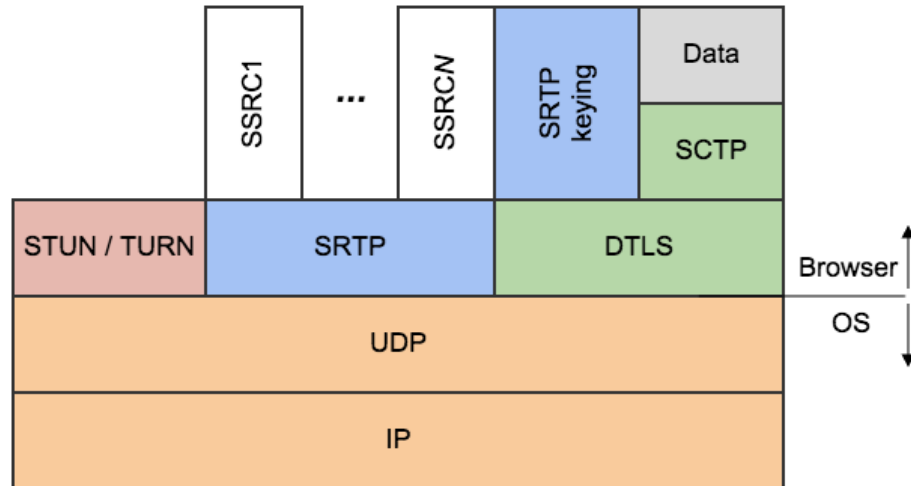 SSRC1
...
SSRCN
SRTP
keying
Data
SCTP
STUN / TURN
SRTP
DTLS
Browser
OS
UDP
IP